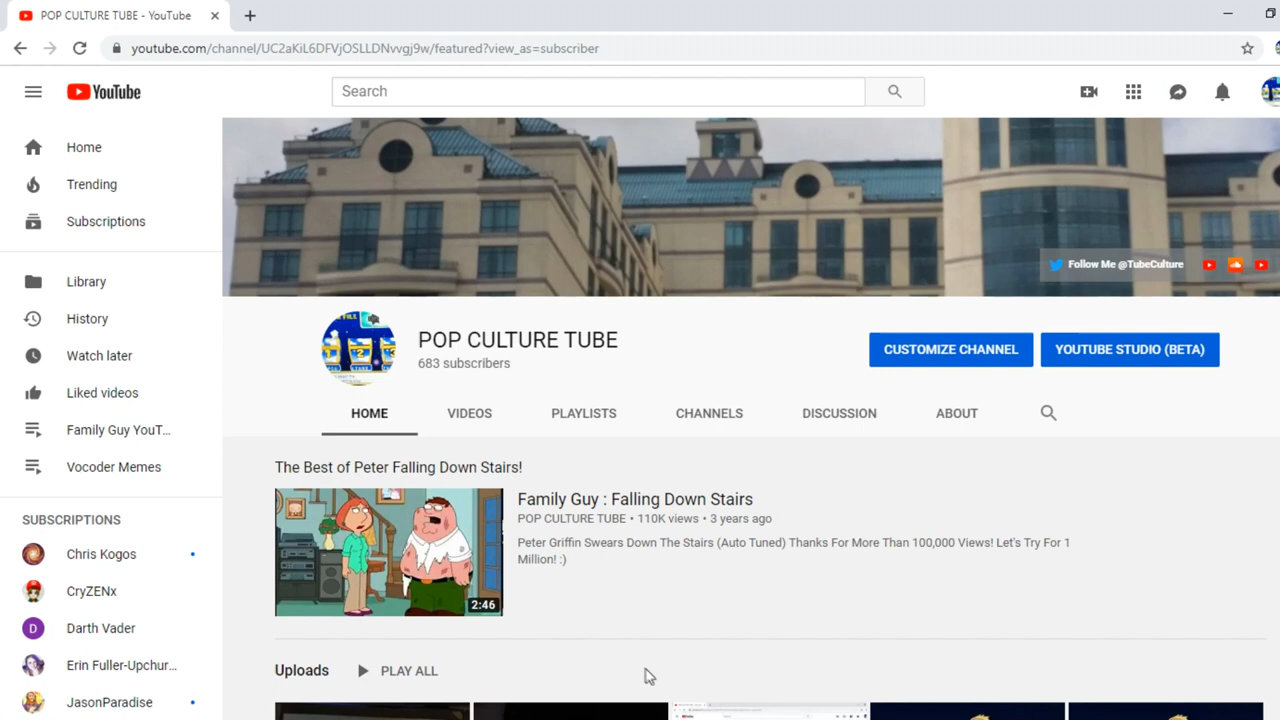 POP CULTURE TUBE - YouTube
youtube.com/channel/UC2aKiL6DFVjOSLLDNvvgj9w/featured?view_as=subscriber
YouTube
Search
Home
Trending
Subscriptions
Library
History
Watch later
Liked videos
Family Guy YouT...
Vocoder Memes
SUBSCRIPTIONS
Chris Kogos
CryZENx
D
Darth Vader
Erin Fuller-Upchur...
JasonParadise
Follow Me @TubeCulture
POP CULTURE TUBE
683 subscribers
CUSTOMIZE CHANNEL
YOUTUBE STUDIO (BETA)
HOME VIDEOS PLAYLISTS CHANNELS DISCUSSION ABOUT
The Best of Peter Falling Down Stairs!
2:46
Family Guy : Falling Down Stairs
POP CULTURE TUBE • 110K views • 3 years ago
Peter Griffin Swears Down The Stairs (Auto Tuned) Thanks For More Than 100,000 Views! Let's Try For 1
Million! :)
Uploads PLAY ALL